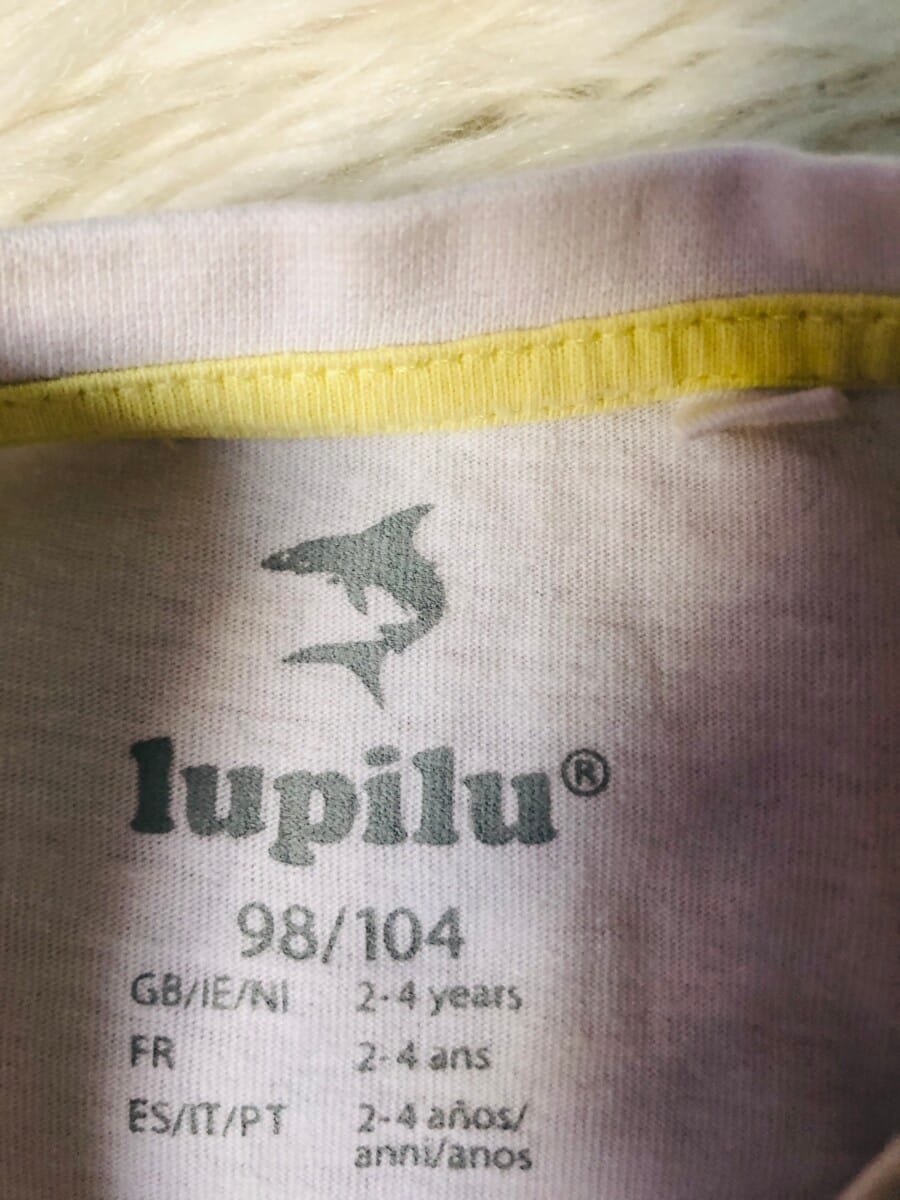 lupilu®
98/104
GB/IE/NI 2-4 years
FR 2-4 ans
ES/IT/PT 2-4 años/
anni/anos